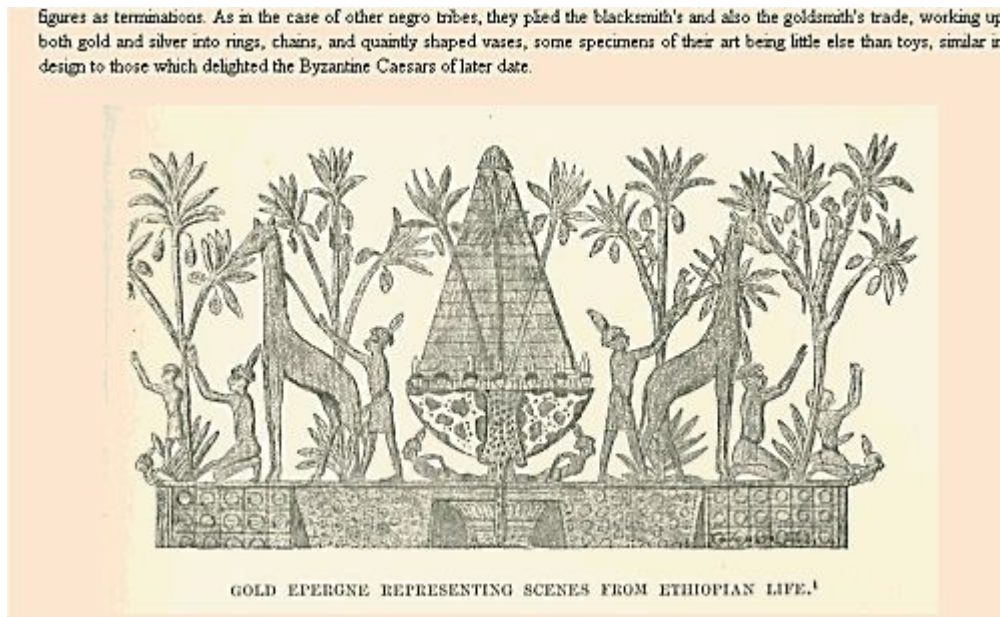 figures as terminations. As in the case of other negro tribes, they plied the blacksmith's and also the goldsmith's trade, working up
both gold and silver into rings, chains, and quaintly shaped vases, some specimens of their art being little else than toys, similar in
design to those which delighted the Byzantine Caesars of later date.
GOLD EPERGNE REPRESENTING SCENES FROM ETHIOPIAN LIFE.¹